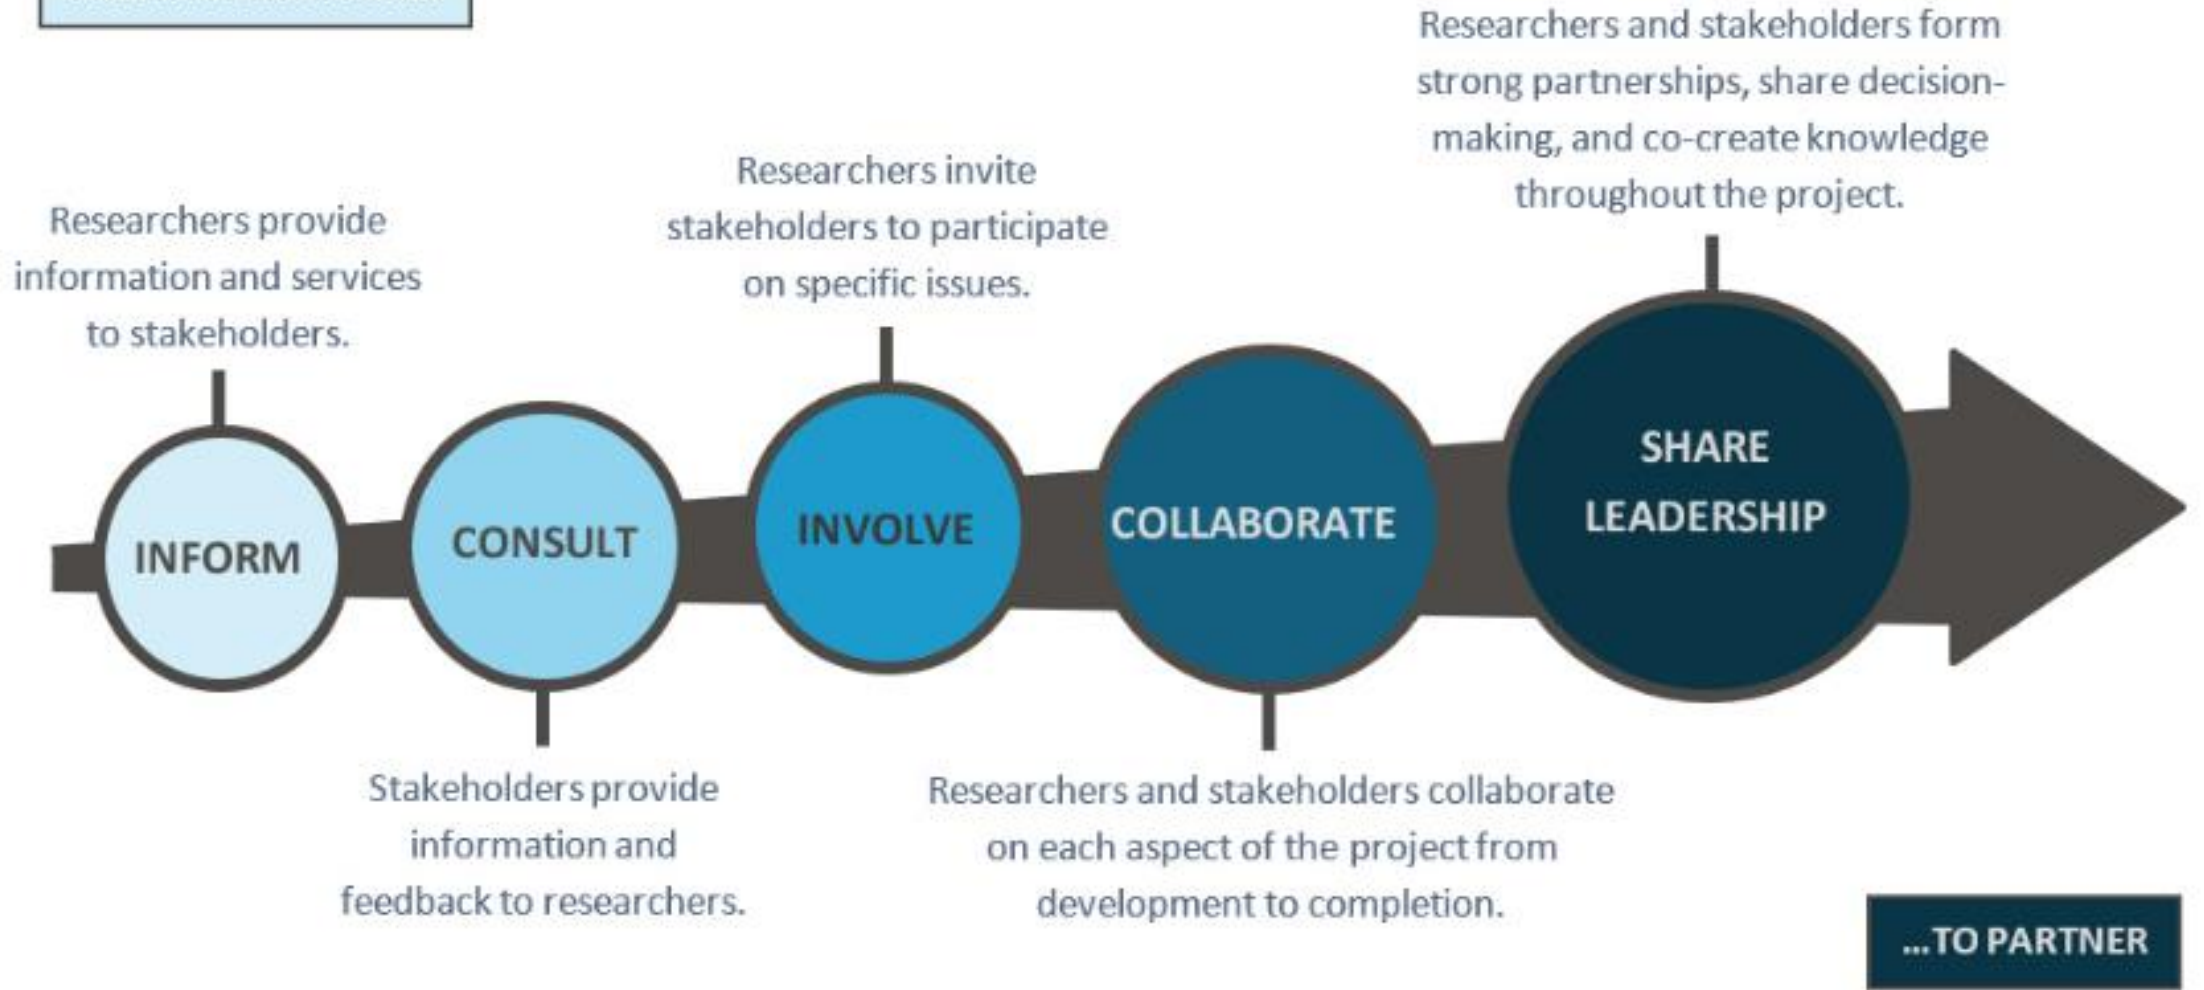 Researchers provide
information and services
to stakeholders.
INFORM
Stakeholders provide
information and
feedback to researchers.
CONSULT
Researchers invite
stakeholders to participate
on specific issues.
INVOLVE
Researchers and stakeholders collaborate
on each aspect of the project from
development to completion.
COLLABORATE
Researchers and stakeholders form
strong partnerships, share decision-
making, and co-create knowledge
throughout the project.
SHARE
LEADERSHIP
...TO PARTNER